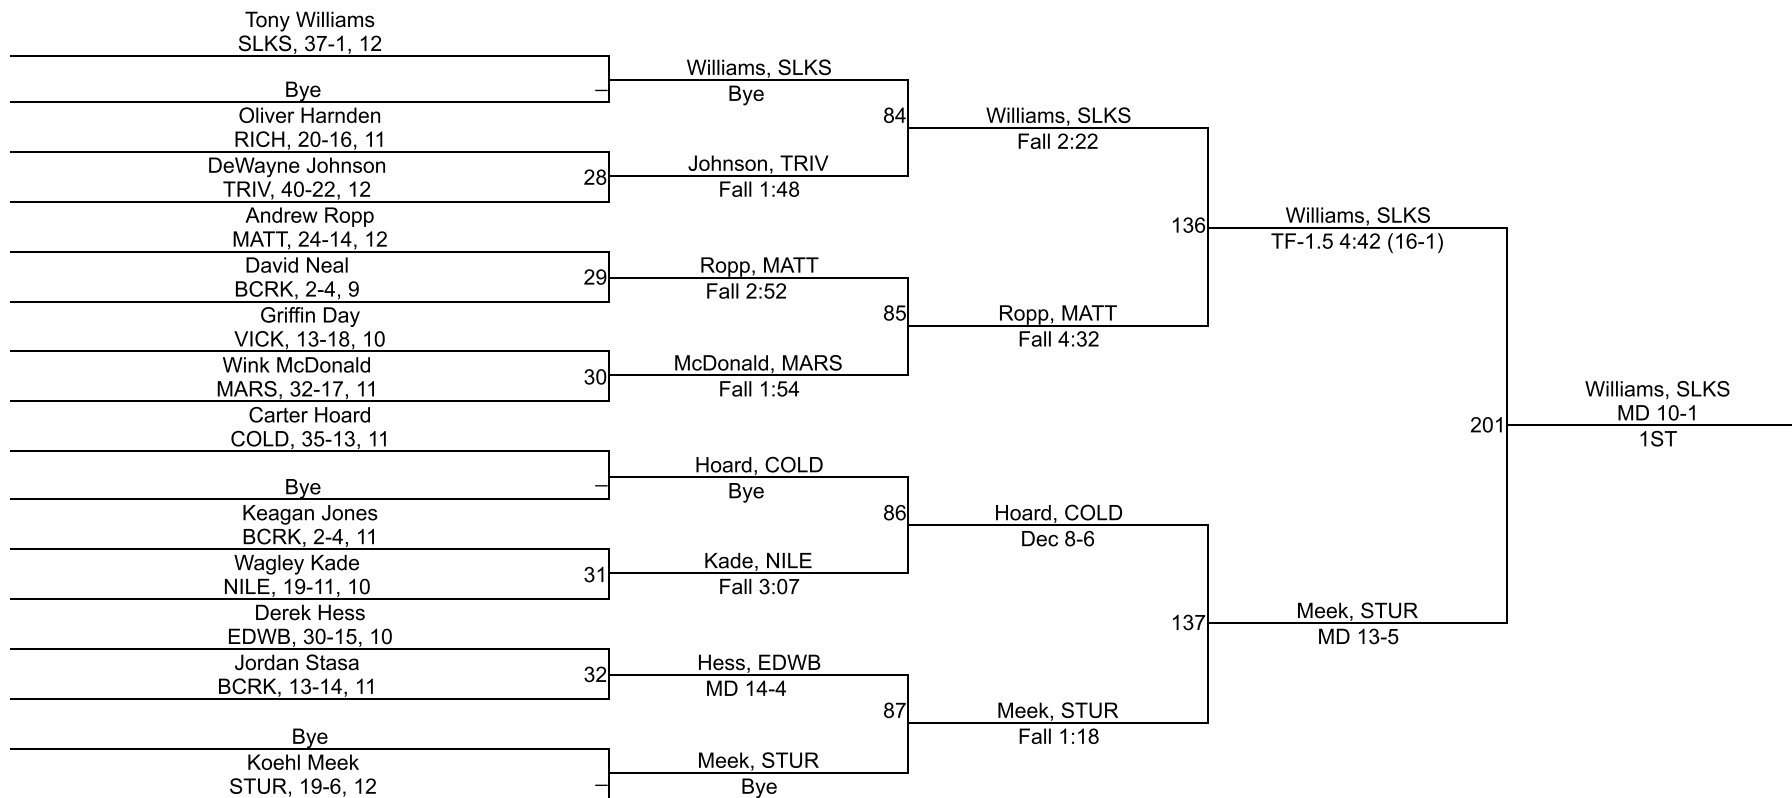 Tony Williams
SLKS, 37-1, 12
Bye
–
Oliver Harnden
RICH, 20-16, 11
DeWayne Johnson
TRIV, 40-22, 12
28
Andrew Ropp
MATT, 24-14, 12
David Neal
BCRK, 2-4, 9
29
Griffin Day
VICK, 13-18, 10
Wink McDonald
MARS, 32-17, 11
30
Carter Hoard
COLD, 35-13, 11
Bye
–
Keagan Jones
BCRK, 2-4, 11
Wagley Kade
NILE, 19-11, 10
31
Derek Hess
EDWB, 30-15, 10
Jordan Stasa
BCRK, 13-14, 11
32
Bye
Koehl Meek
STUR, 19-6, 12
–
Williams, SLKS
Bye
84
Johnson, TRIV
Fall 1:48
Ropp, MATT
Fall 2:52
85
McDonald, MARS
Fall 1:54
Hoard, COLD
Bye
86
Kade, NILE
Fall 3:07
Hess, EDWB
MD 14-4
87
Meek, STUR
Bye
Williams, SLKS
Fall 2:22
136
Ropp, MATT
Fall 4:32
Hoard, COLD
Dec 8-6
137
Meek, STUR
Fall 1:18
Williams, SLKS
TF-1.5 4:42 (16-1)
201
Meek, STUR
MD 13-5
Williams, SLKS
MD 10-1
1ST